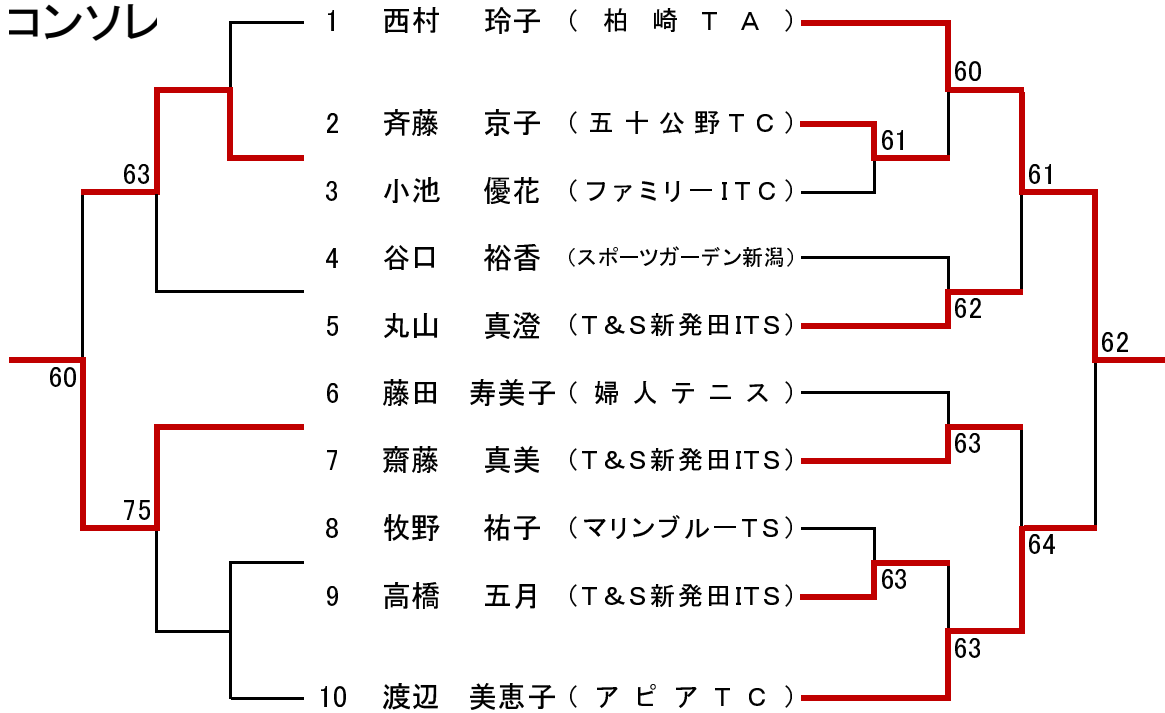 コンソレ
1 西村 玲子 ( 柏 崎 T A )
60
2 斉藤 京子 ( 五 十 公 野 T C )
61
63
61
3 小池 優花 (ファミリーITC)
4 谷口 裕香 (スポーツガーデン新潟)
62
5 丸山 真澄 (T&S新発田ITS)
62
60
6 藤田 寿美子 ( 婦 人 テ ニ ス )
63
7 齋藤 真美 (T&S新発田ITS)
75
8 牧野 祐子 (マリンブルーTS)
64
63
9 高橋 五月 (T&S新発田ITS)
63
10 渡辺 美恵子 ( ア ピ ア T C )